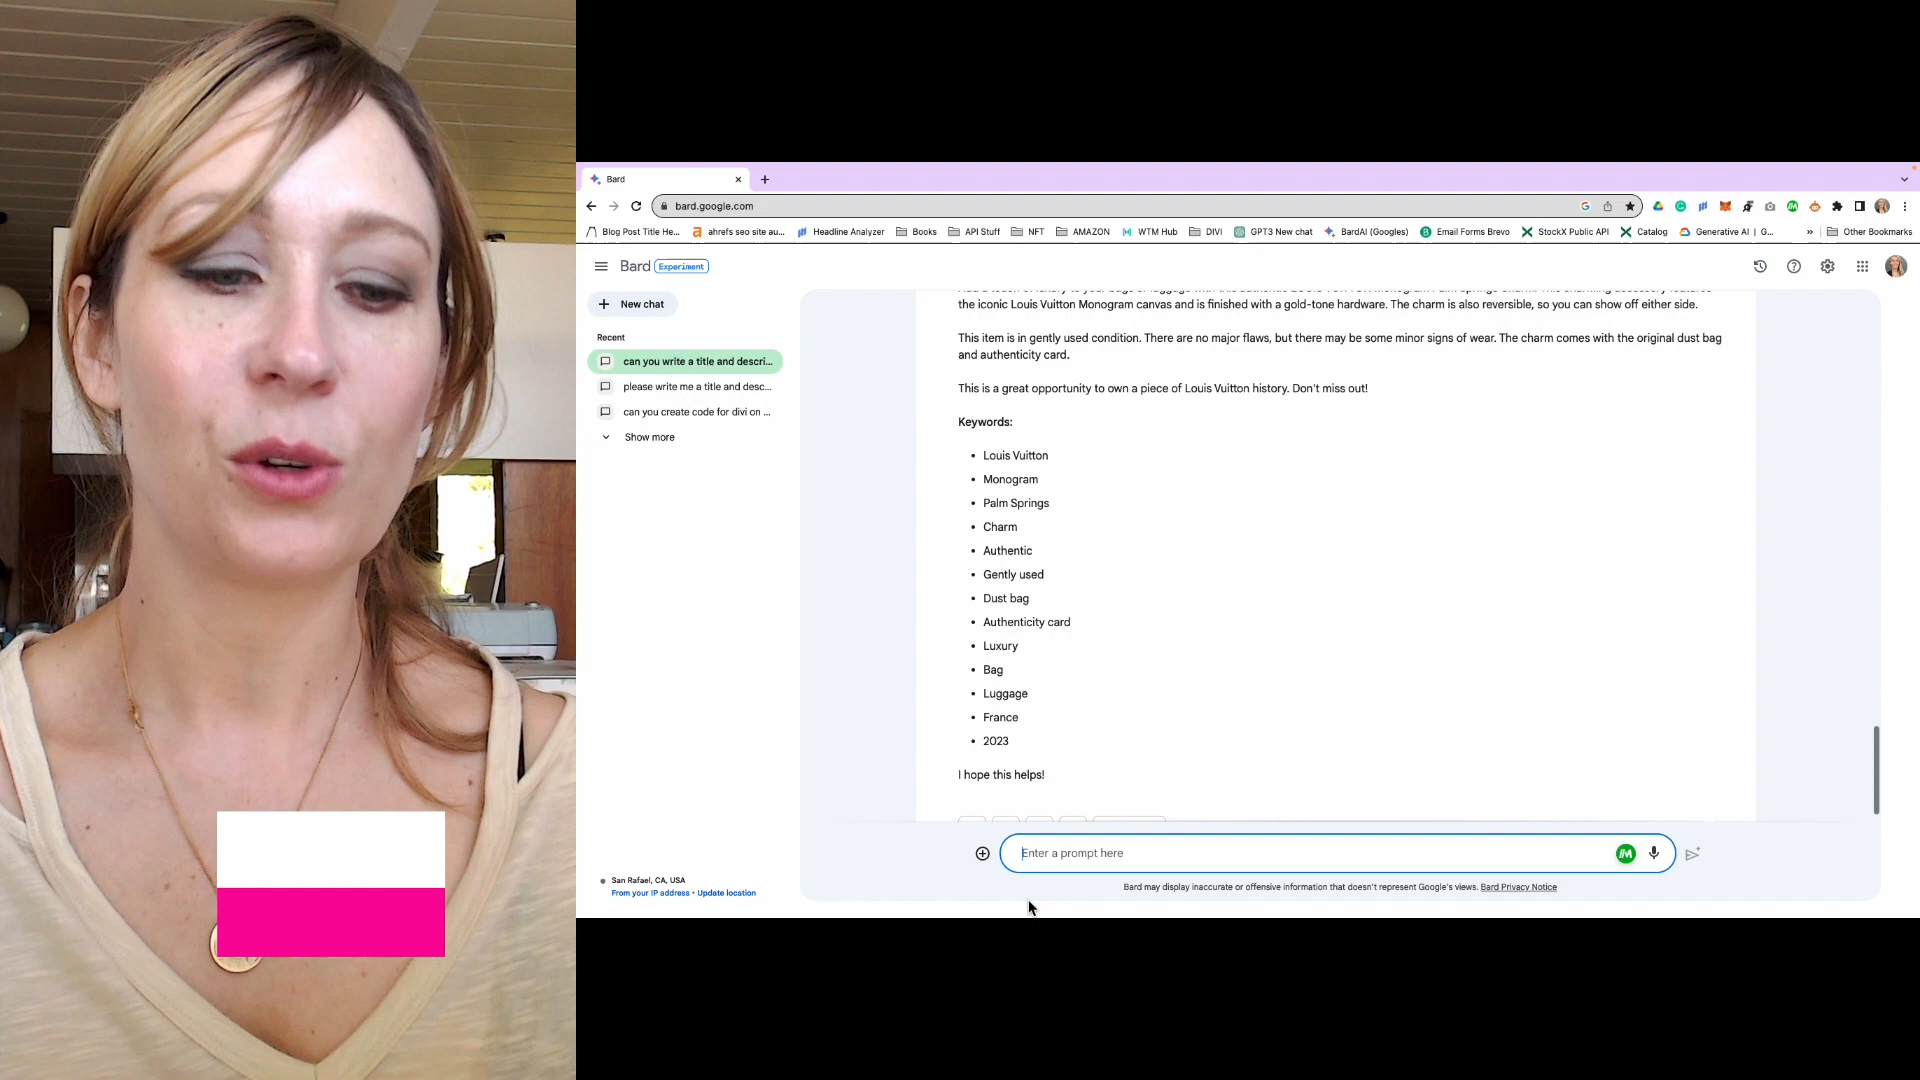 Bard
bard.google.com
Blog Post Title He...
ahrefs seo site au...
Headline Analyzer
Books
API Stuff
NFT
AMAZON
WTM Hub
DIVI
GPT3 New chat
BardAI (Googles)
Email Forms Brevo
StockX Public API
Catalog
Generative AI | G...
»
Other Bookmarks
Bard Experiment
New chat
Recent
can you write a title and descri...
please write me a title and desc...
can you create code for divi on ...
Show more
San Rafael, CA, USA
From your IP address • Update location
the iconic Louis Vuitton Monogram canvas and is finished with a gold-tone hardware. The charm is also reversible, so you can show off either side.
This item is in gently used condition. There are no major flaws, but there may be some minor signs of wear. The charm comes with the original dust bag
and authenticity card.
This is a great opportunity to own a piece of Louis Vuitton history. Don't miss out!
Keywords:
• Louis Vuitton
• Monogram
• Palm Springs
• Charm
• Authentic
• Gently used
• Dust bag
• Authenticity card
• Luxury
• Bag
• Luggage
• France
• 2023
I hope this helps!
Enter a prompt here
Bard may display inaccurate or offensive information that doesn't represent Google's views. Bard Privacy Notice